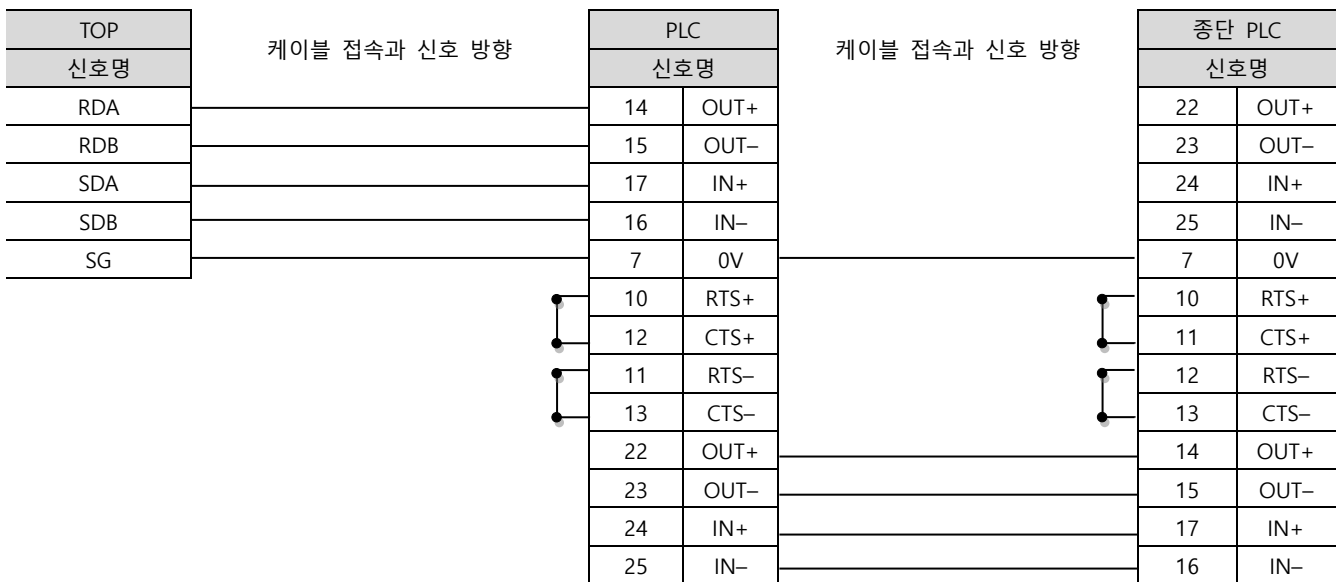 TOP 케이블 접속과 신호 방향 PLC 케이블 접속과 신호 방향 종단 PLC
신호명 신호명 신호명
RDA 14 OUT+ 22 OUT+
RDB 15 OUT– 23 OUT–
SDA 17 IN+ 24 IN+
SDB 16 IN– 25 IN–
SG 7 0V 7 0V
10 RTS+ 10 RTS+
12 CTS+ 11 CTS+
11 RTS– 12 RTS–
13 CTS– 13 CTS–
22 OUT+ 14 OUT+
23 OUT– 15 OUT–
24 IN+ 17 IN+
25 IN– 16 IN–